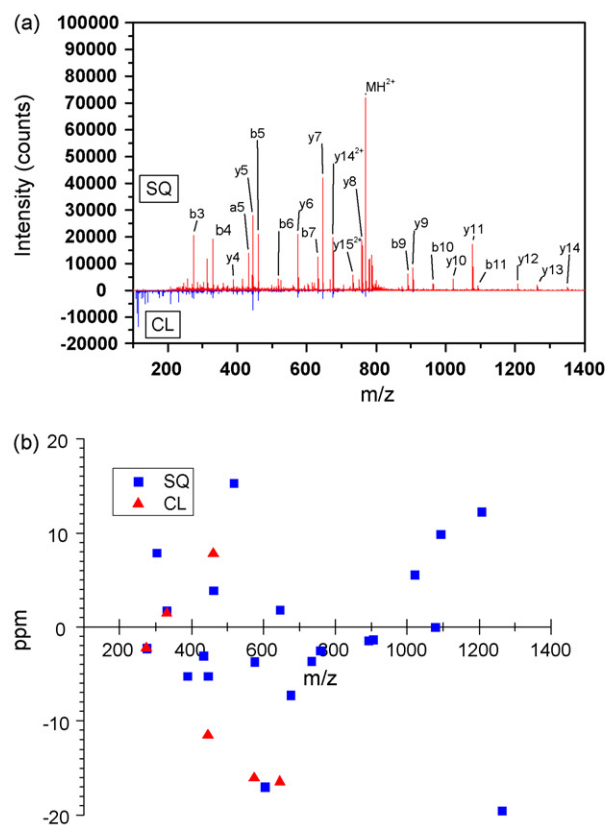 (a)
100000
90000
80000
70000
60000
50000
40000
30000
20000
10000
0
-10000
-20000
Intensity (counts)
SQ
CL
b3
b4
y4
a5
y5
b5
b6
y6
b7
y7
y14²⁺
y15²⁺
y8
MH²⁺
b9
y9
b10
y10
y11
b11
y12
y13
y14
200 400 600 800 1000 1200 1400
m/z
(b)
20
10
0
-10
-20
ppm
SQ
CL
200 400 600 800 1000 1200 1400
m/z